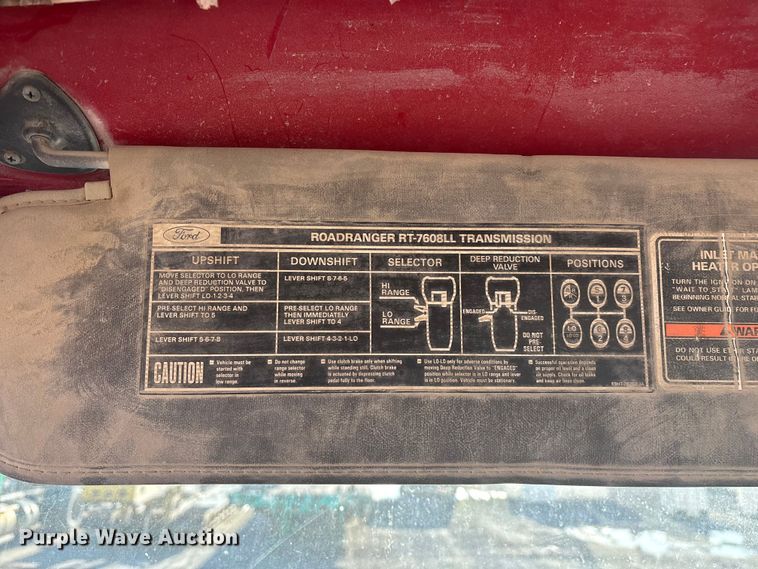 Ford
ROADRANGER RT-7608LL TRANSMISSION
UPSHIFT
DOWNSHIFT
SELECTOR
DEEP REDUCTION
VALVE
POSITIONS
MOVE SELECTOR TO LO RANGE
AND DEEP REDUCTION VALVE TO
"DISENGAGED" POSITION, THEN
LEVER SHIFT LO-1-2-3-4
LEVER SHIFT 8-7-6-5
PRE-SELECT HI RANGE AND
LEVER SHIFT TO 5
PRE-SELECT LO RANGE
THEN IMMEDIATELY
LEVER SHIFT TO 4
LEVER SHIFT 5-6-7-8
LEVER SHIFT 4-3-2-1-LO
HI
RANGE
LO
RANGE
ENGAGED
DIS-
ENGAGED
DO NOT
PRE-
SELECT
R
LO
CAUTION
Vehicle must be
started with
selector in
low range.
Do not change
range selector
while moving
in reverse.
Use clutch brake only when shifting
while standing still. Clutch brake
is actuated by depressing clutch
pedal fully to the floor.
Use LO-LO only for adverse conditions by
moving Deep Reduction Valve to "ENGAGED"
position while selector is in LO range and lever
is in LO position. Vehicle must be stationary.
Successful operation depends
on proper oil level and a clean
air supply. Check for oil leaks
and keep air lines clean.
INLET MA
HEATER OP
TURN THE IGNITION ON
"WAIT TO START" LAM
BEGINNING NORMAL STAR
SEE OWNER GUIDE FOR FU
WAR
DO NOT USE ETHER STA
COULD RESULT
Purple Wave Auction